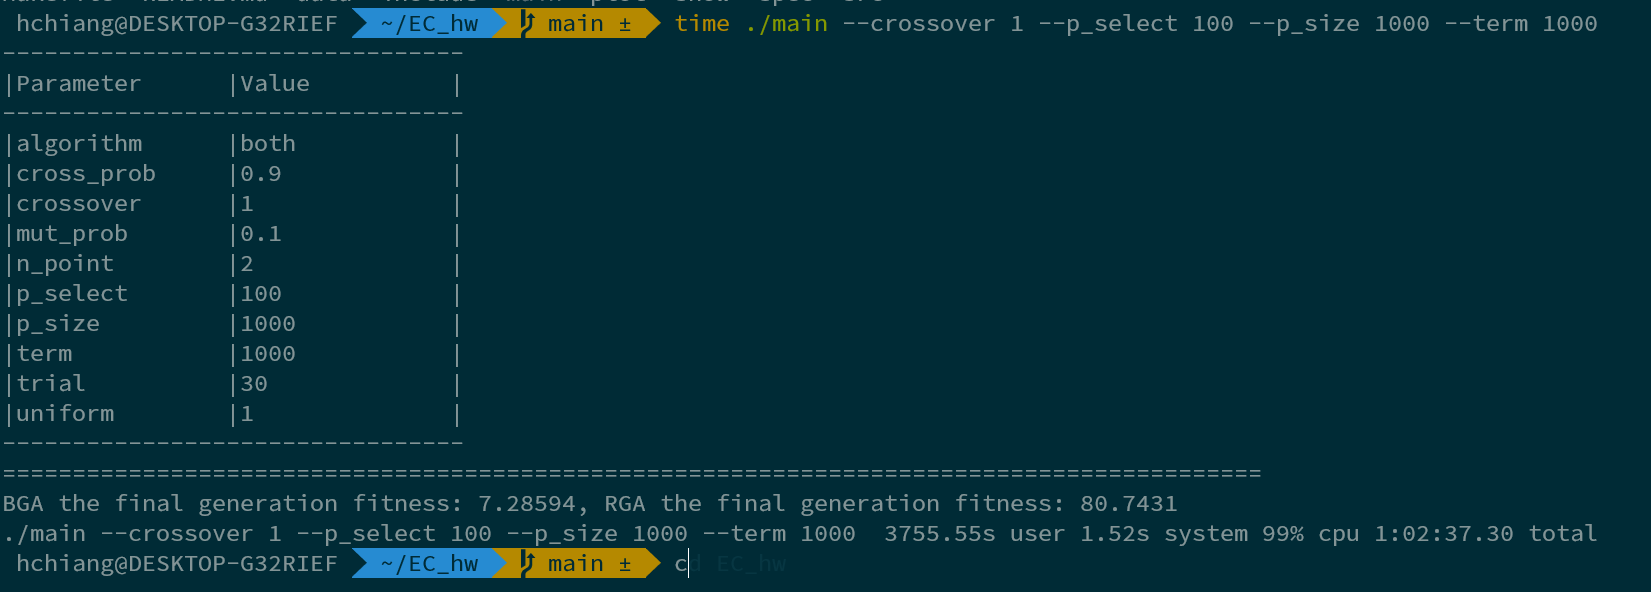 hchiang@DESKTOP-G32RIEF ~/EC_hw main ± time ./main --crossover 1 --p_select 100 --p_size 1000 --term 1000
---------------------------------
|Parameter |Value |
---------------------------------
|algorithm |both |
|cross_prob |0.9 |
|crossover |1 |
|mut_prob |0.1 |
|n_point |2 |
|p_select |100 |
|p_size |1000 |
|term |1000 |
|trial |30 |
|uniform |1 |
---------------------------------
==========================================================================================
BGA the final generation fitness: 7.28594, RGA the final generation fitness: 80.7431
./main --crossover 1 --p_select 100 --p_size 1000 --term 1000 3755.55s user 1.52s system 99% cpu 1:02:37.30 total
hchiang@DESKTOP-G32RIEF ~/EC_hw main ± cd EC_hw